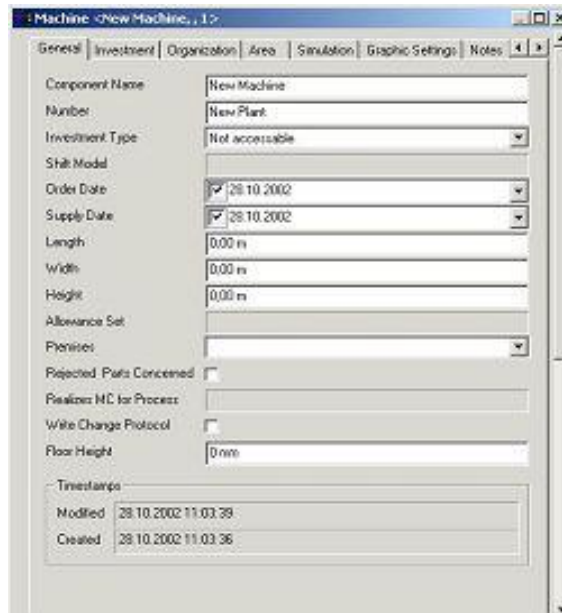 Machine <New Machine, , 1>
General Investment Organization Area Simulation Graphic Settings Notes
Component Name New Machine
Number New Plant
Investment Type Not accessable
Shift Model
Order Date 28.10.2002
Supply Date 28.10.2002
Length 0,00 m
Width 0,00 m
Height 0,00 m
Allowance Set
Premises
Rejected Parts Concerned
Realizes MC for Process
Write Change Protocol
Floor Height 0 mm
Timestamps
Modified 28.10.2002 11:03:39
Created 28.10.2002 11:03:36